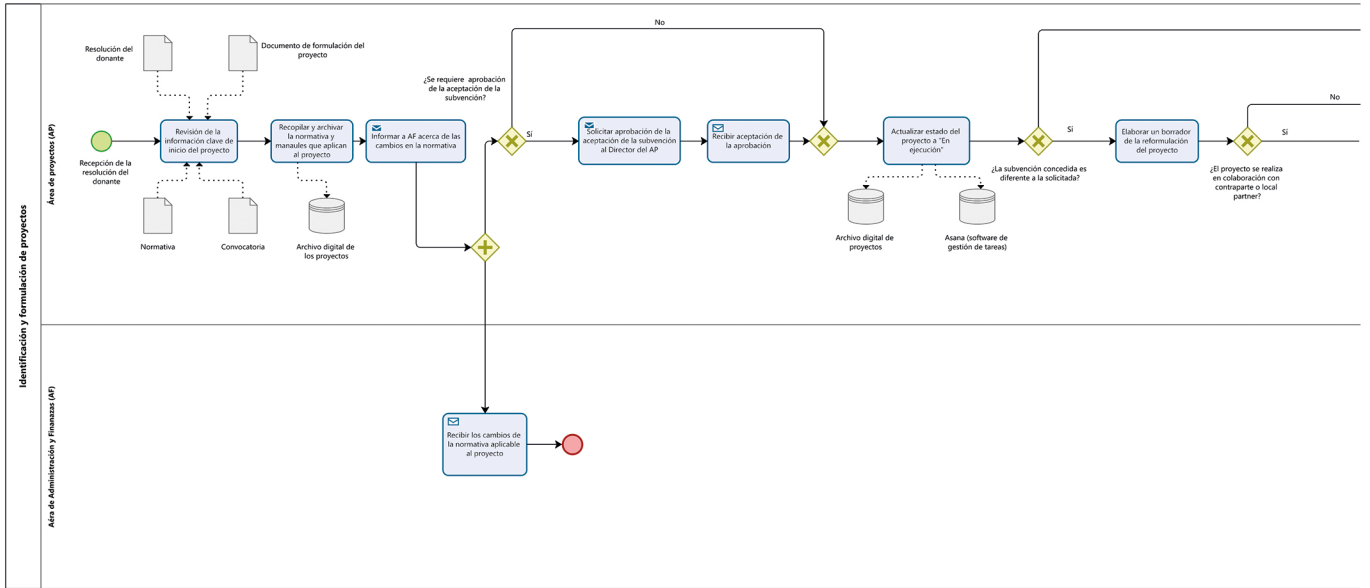 Identificación y formulación de proyectos
Área de proyectos (AP)
Resolución del
donante
Documento de formulación del
proyecto
Recepción de la
resolución del
donante
Revisión de la
información clave de
inicio del proyecto
Normativa
Convocatoria
Recopilar y archivar
la normativa y
manaules que aplican
al proyecto
Archivo digital de
los proyectos
Informar a AF acerca de las
cambios en la normativa
¿Se requiere aprobación
de la aceptación de la
subvención?
No
Sí
Solicitar aprobación de la
aceptación de la subvención
al Director del AP
Recibir aceptación de
la aprobación
Actualizar estado del
proyecto a "En
ejecución"
Archivo digital de
proyectos
Asana (software de
gestión de tareas)
¿La subvención concedida es
diferente a la solicitada?
Sí
Elaborar un borrador
de la reformulación
del proyecto
No
Sí
¿El proyecto se realiza
en colaboración con
contraparte o local
partner?
Aéra de Administración y Finanazas (AF)
Recibir los cambios de
la normativa aplicable
al proyecto